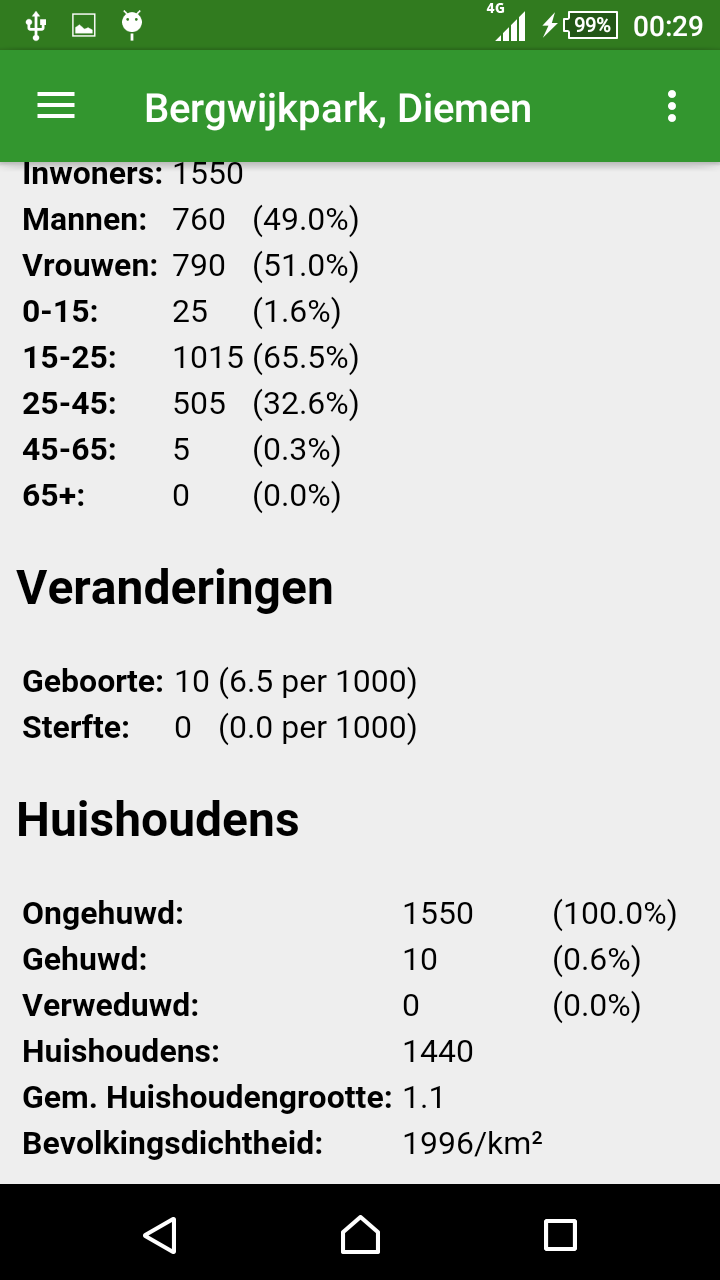 4G 99% 00:29
Bergwijkpark, Diemen
Inwoners: 1550
Mannen: 760 (49.0%)
Vrouwen: 790 (51.0%)
0-15: 25 (1.6%)
15-25: 1015 (65.5%)
25-45: 505 (32.6%)
45-65: 5 (0.3%)
65+: 0 (0.0%)
Veranderingen
Geboorte: 10 (6.5 per 1000)
Sterfte: 0 (0.0 per 1000)
Huishoudens
Ongehuwd: 1550 (100.0%)
Gehuwd: 10 (0.6%)
Verweduwd: 0 (0.0%)
Huishoudens: 1440
Gem. Huishoudengrootte: 1.1
Bevolkingsdichtheid: 1996/km²